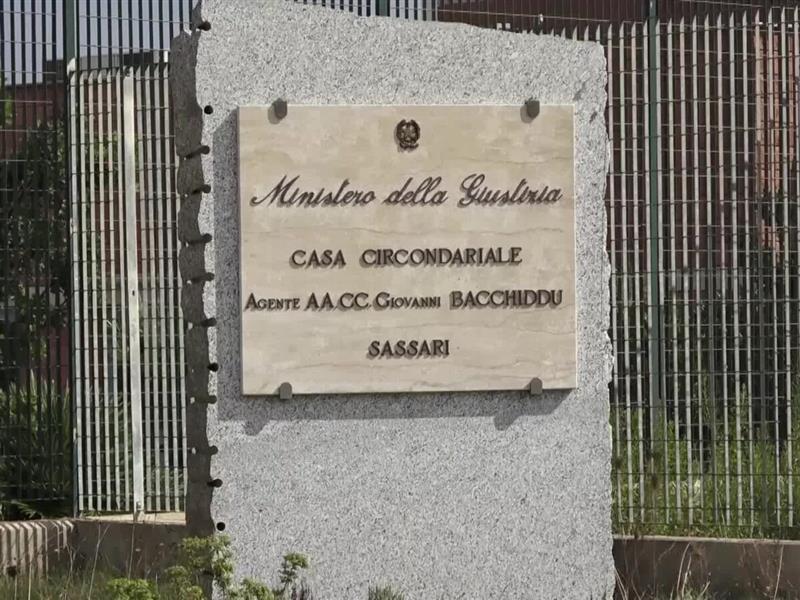 Ministero della Giustizia
CASA CIRCONDARIALE
AGENTE AA.CC. GIOVANNI BACCHIDDU
SASSARI